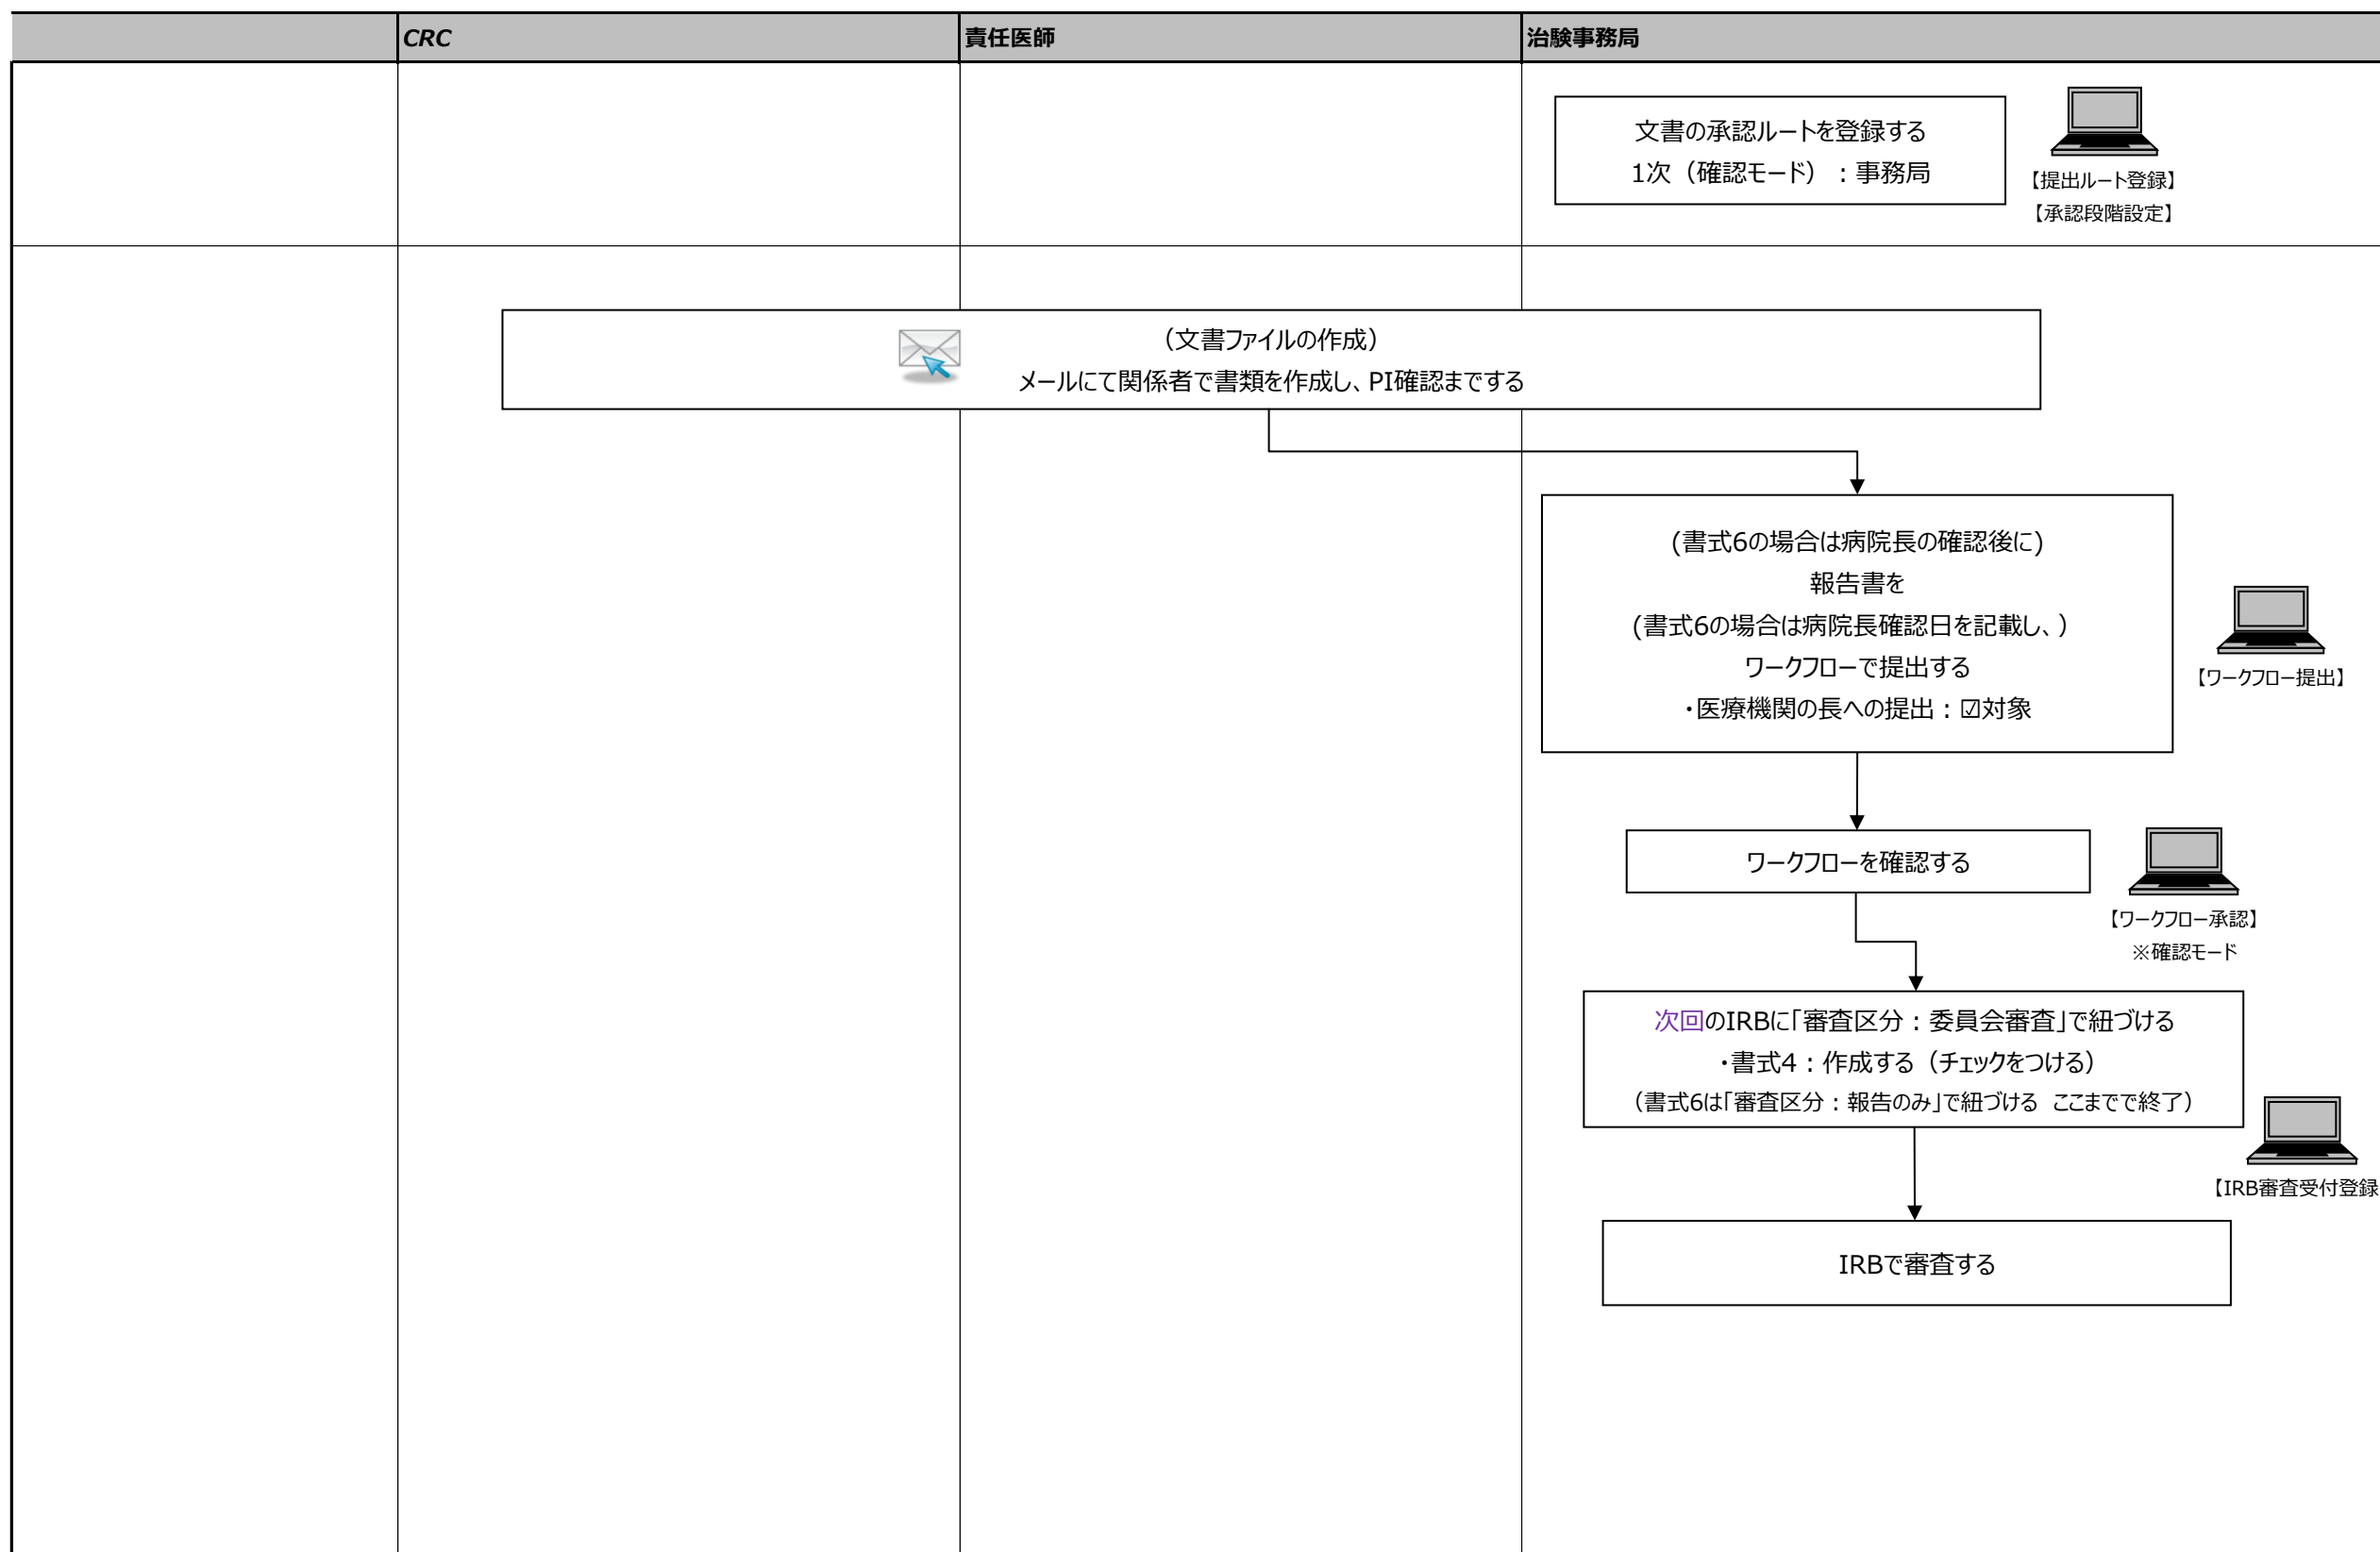 CRC
責任医師
治験事務局
文書の承認ルートを登録する
1次（確認モード）：事務局
【提出ルート登録】
【承認段階設定】
（文書ファイルの作成）
メールにて関係者で書類を作成し、PI確認までする
(書式6の場合は病院長の確認後に)
報告書を
(書式6の場合は病院長確認日を記載し、）
ワークフローで提出する
・医療機関の長への提出：☑対象
【ワークフロー提出】
ワークフローを確認する
【ワークフロー承認】
※確認モード
次回のIRBに「審査区分：委員会審査」で紐づける
・書式4：作成する（チェックをつける）
（書式6は「審査区分：報告のみ」で紐づける ここまでで終了）
【IRB審査受付登録
IRBで審査する